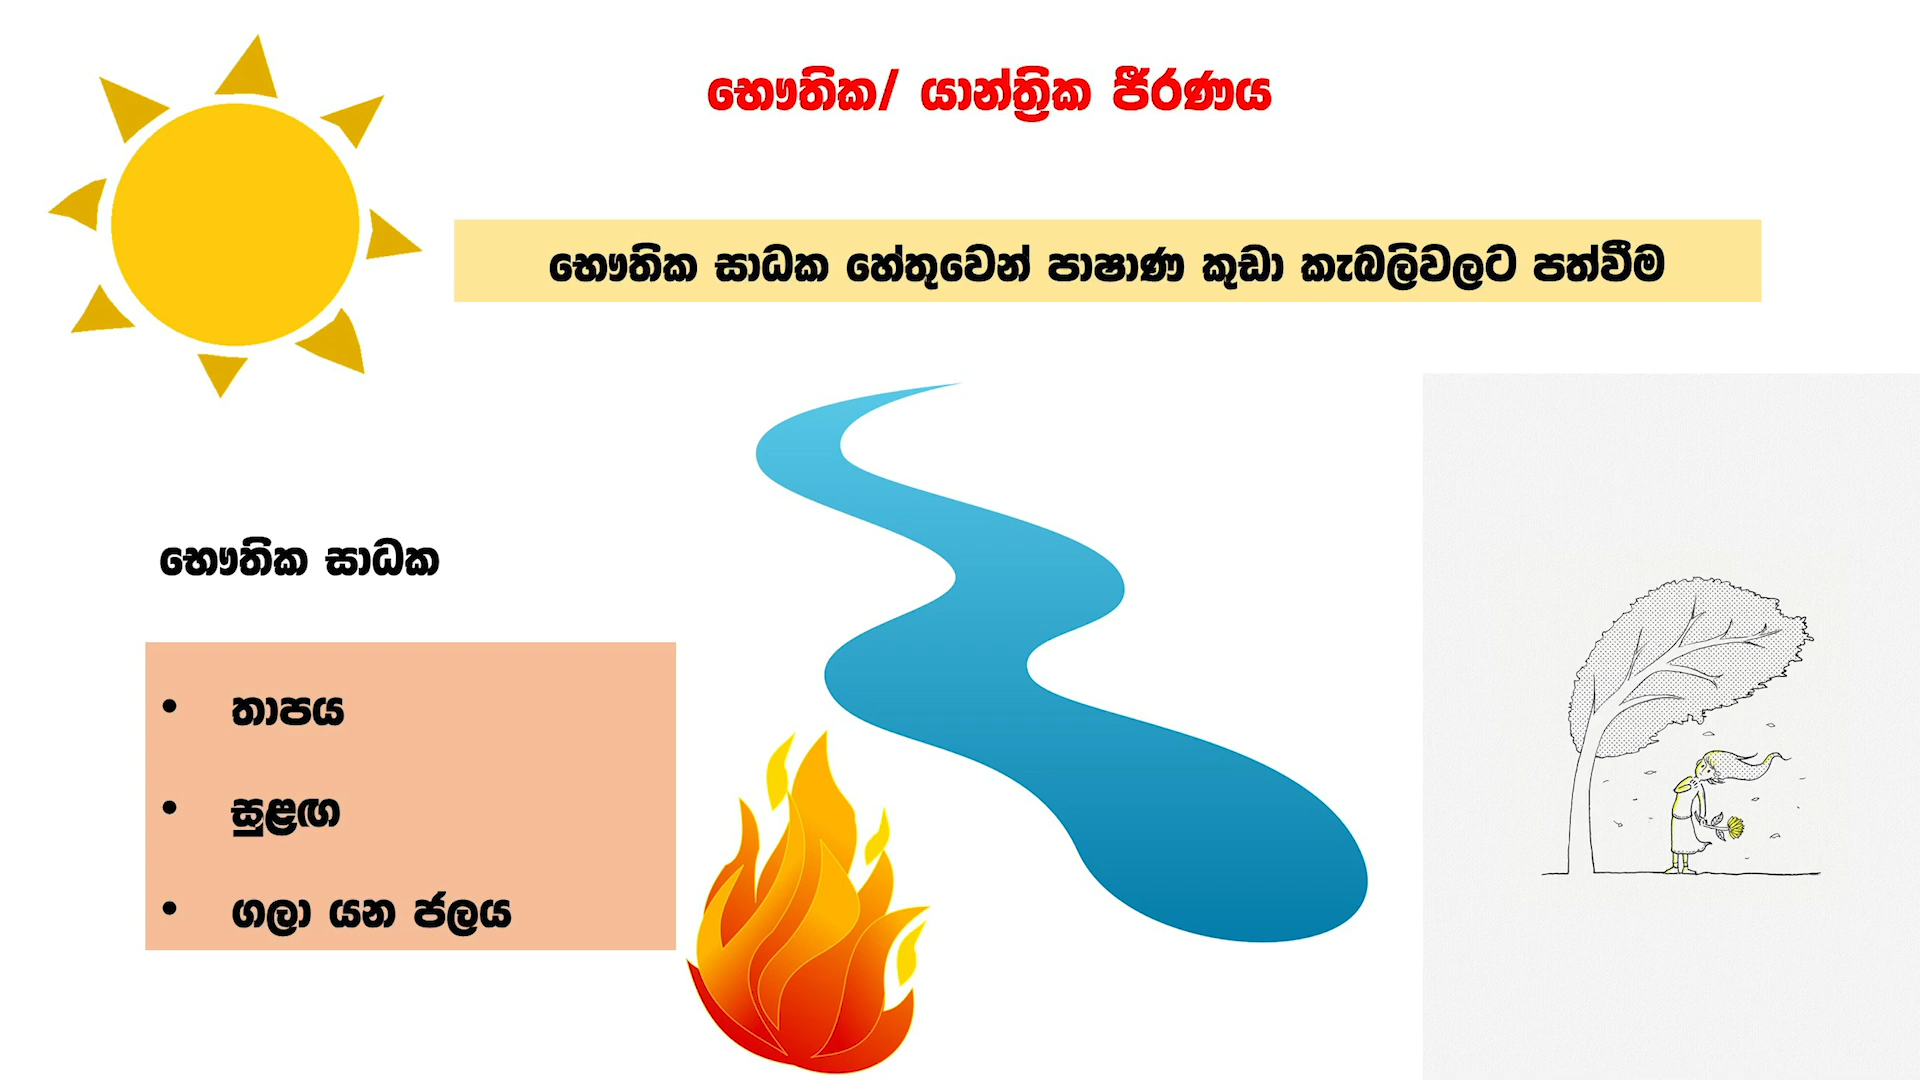 භෞතික/ යාන්ත්‍රික ජීරණය
භෞතික සාධක හේතුවෙන් පාෂාණ කුඩා කැබලිවලට පත්වීම
භෞතික සාධක
• තාපය
• සුළඟ
• ගලා යන ජලය